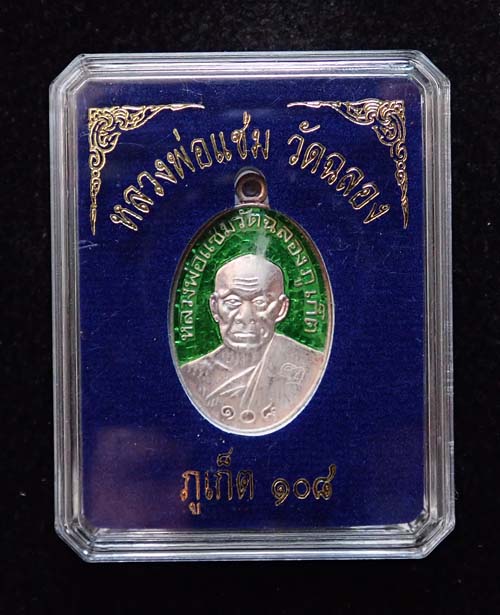 หลวงพ่อแช่ม วัดฉลอง
หลวงพ่อแชมวัดฉลองภูเก็ต
๑๐๘
ภูเก็ต ๑๐๘